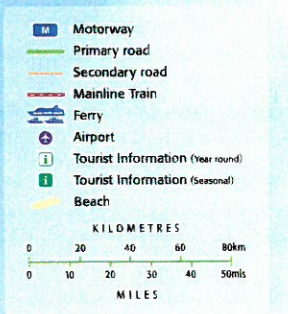 M Motorway
Primary road
Secondary road
Mainline Train
Ferry
Airport
i Tourist Information (Year round)
i Tourist Information (Seasonal)
Beach
KILOMETRES
0 20 40 60 80km
0 10 20 30 40 50mls
MILES